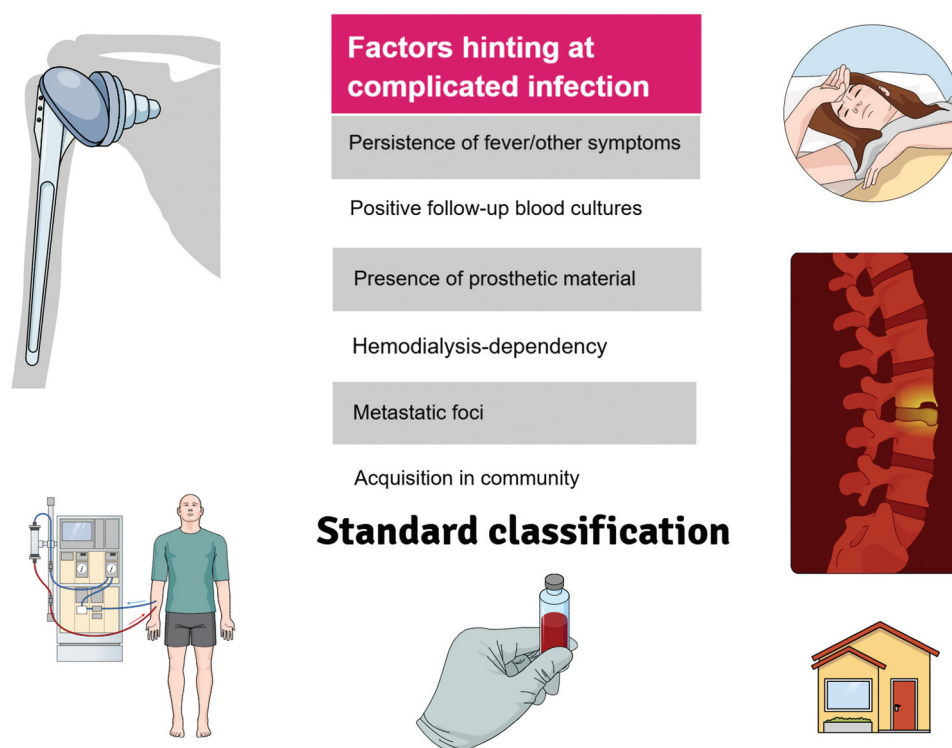 Factors hinting at
complicated infection
Persistence of fever/other symptoms
Positive follow-up blood cultures
Presence of prosthetic material
Hemodialysis-dependency
Metastatic foci
Acquisition in community
Standard classification